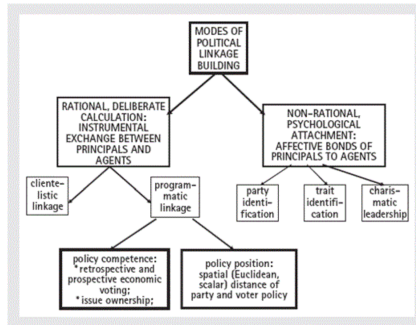 MODES OF
POLITICAL
LINKAGE
BUILDING
RATIONAL, DELIBERATE
CALCULATION:
INSTRUMENTAL
EXCHANGE BETWEEN
PRINCIPALS AND
AGENTS
NON-RATIONAL,
PSYCHOLOGICAL
ATTACHMENT:
AFFECTIVE BONDS OF
PRINCIPALS TO AGENTS
cliente-
listic
linkage
program-
matic
linkage
party
identi-
fication
trait
identifi-
cation
charis-
matic
leadership
policy competence:
*retrospective and
prospective economic
voting;
*issue ownership;
policy position:
spatial (Euclidean,
scalar) distance of
party and voter policy